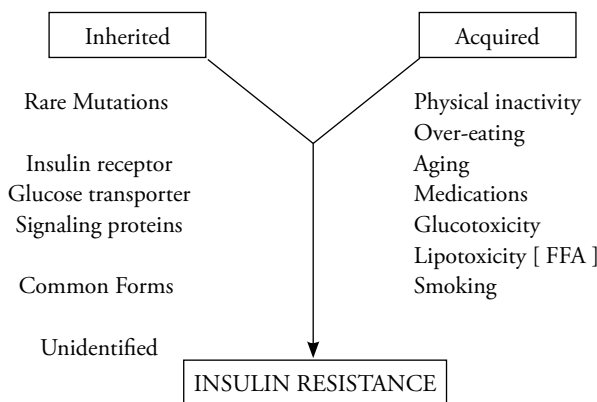 Inherited
Acquired
Rare Mutations
Insulin receptor
Glucose transporter
Signaling proteins
Common Forms
Unidentified
Physical inactivity
Over-eating
Aging
Medications
Glucotoxicity
Lipotoxicity [ FFA ]
Smoking
INSULIN RESISTANCE